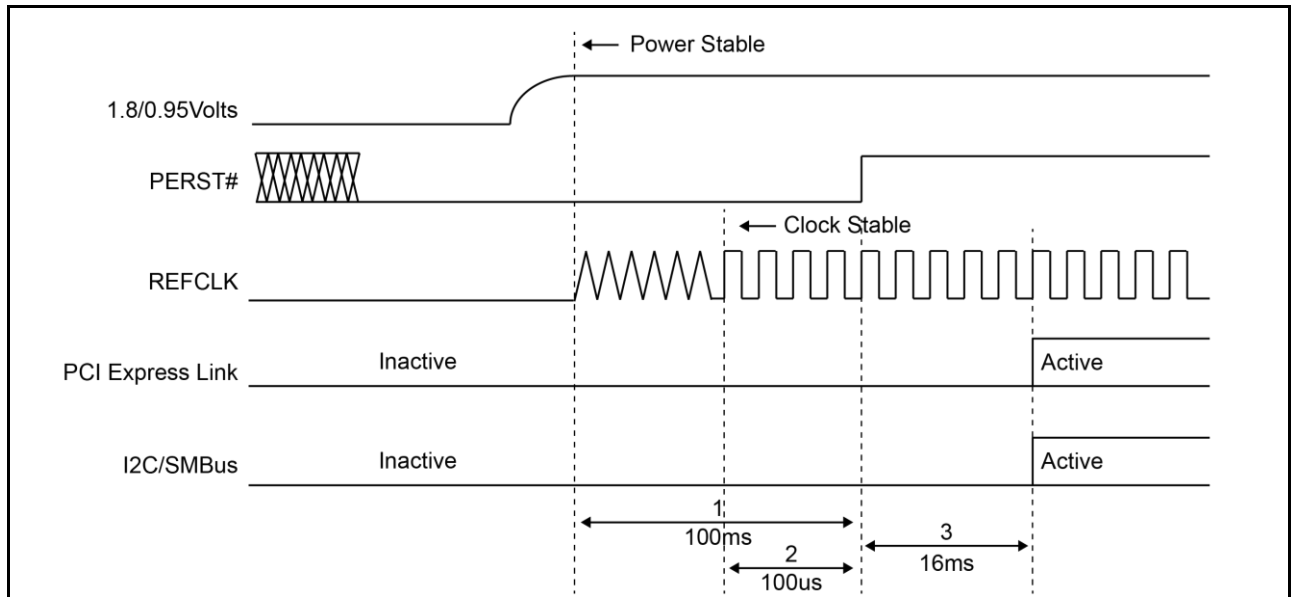 Power Stable
1.8/0.95Volts
PERST#
Clock Stable
REFCLK
Inactive
Active
PCI Express Link
Inactive
Active
I2C/SMBus
1
100ms
3
16ms
2
100us